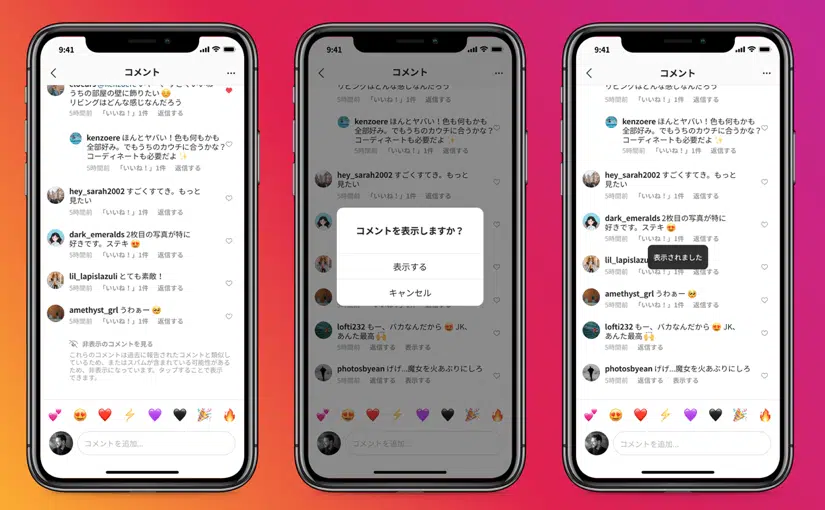 9:41
コメント
うちの部屋の壁に飾りたい
リビングはどんな感じなんだろう
5時間前 「いいね！」1件 返信する
kenzoere ほんとヤバい！色も何もかも
全部好み。でもうちのカウチに合うかな？
コーディネートも必要だよ ✨
5時間前 「いいね！」1件 返信する
hey_sarah2002 すごくすてき。もっと
見たい
5時間前 「いいね！」1件 返信する
dark_emeralds 2枚目の写真が特に
好きです。ステキ 😍
5時間前 「いいね！」1件 返信する
lil_lapislazuli とても素敵！
5時間前 「いいね！」1件 返信する
amethyst_grl うわぁー 🥺
5時間前 「いいね！」1件 返信する
非表示のコメントを見る
これらのコメントは過去に報告されたコメントと類似し
ているため、またはスパムが含まれている可能性がある
ため、非表示になっています。タップすることで表示
できます。
コメントを追加...
9:41
コメント
リビングはどんな感じなんだろう
5時間前 「いいね！」1件 返信する
kenzoere ほんとヤバい！色も何もかも
全部好み。でもうちのカウチに合うかな？
コーディネートも必要だよ ✨
5時間前 「いいね！」1件 返信する
hey_sarah2002 すごくすてき。もっと
見たい
5時間前 「いいね！」1件 返信する
コメントを表示しますか？
表示する
キャンセル
5時間前 「いいね！」1件 返信する
lofti232 もー、バカなんだから 😍 JK、
あんた最高 🙌
5時間前 返信する 表示する
photosbyean げげ...魔女を火あぶりにしろ
5時間前 返信する 表示する
コメントを追加...
9:41
コメント
リビングはどんな感じなんだろう
5時間前 「いいね！」1件 返信する
kenzoere ほんとヤバい！色も何もかも
全部好み。でもうちのカウチに合うかな？
コーディネートも必要だよ ✨
5時間前 「いいね！」1件 返信する
hey_sarah2002 すごくすてき。もっと
見たい
5時間前 「いいね！」1件 返信する
dark_emeralds 2枚目の写真が特に
好きです。ステキ 😍
5時間前 「いいね！」1件 返信する
表示されました
5時間前 「いいね！」1件 返信する
amethyst_grl うわぁー 🥺
5時間前 「いいね！」1件 返信する
lofti232 もー、バカなんだから 😍 JK、
あんた最高 🙌
5時間前 返信する 表示する
photosbyean げげ...魔女を火あぶりにしろ
5時間前 返信する 表示する
コメントを追加...